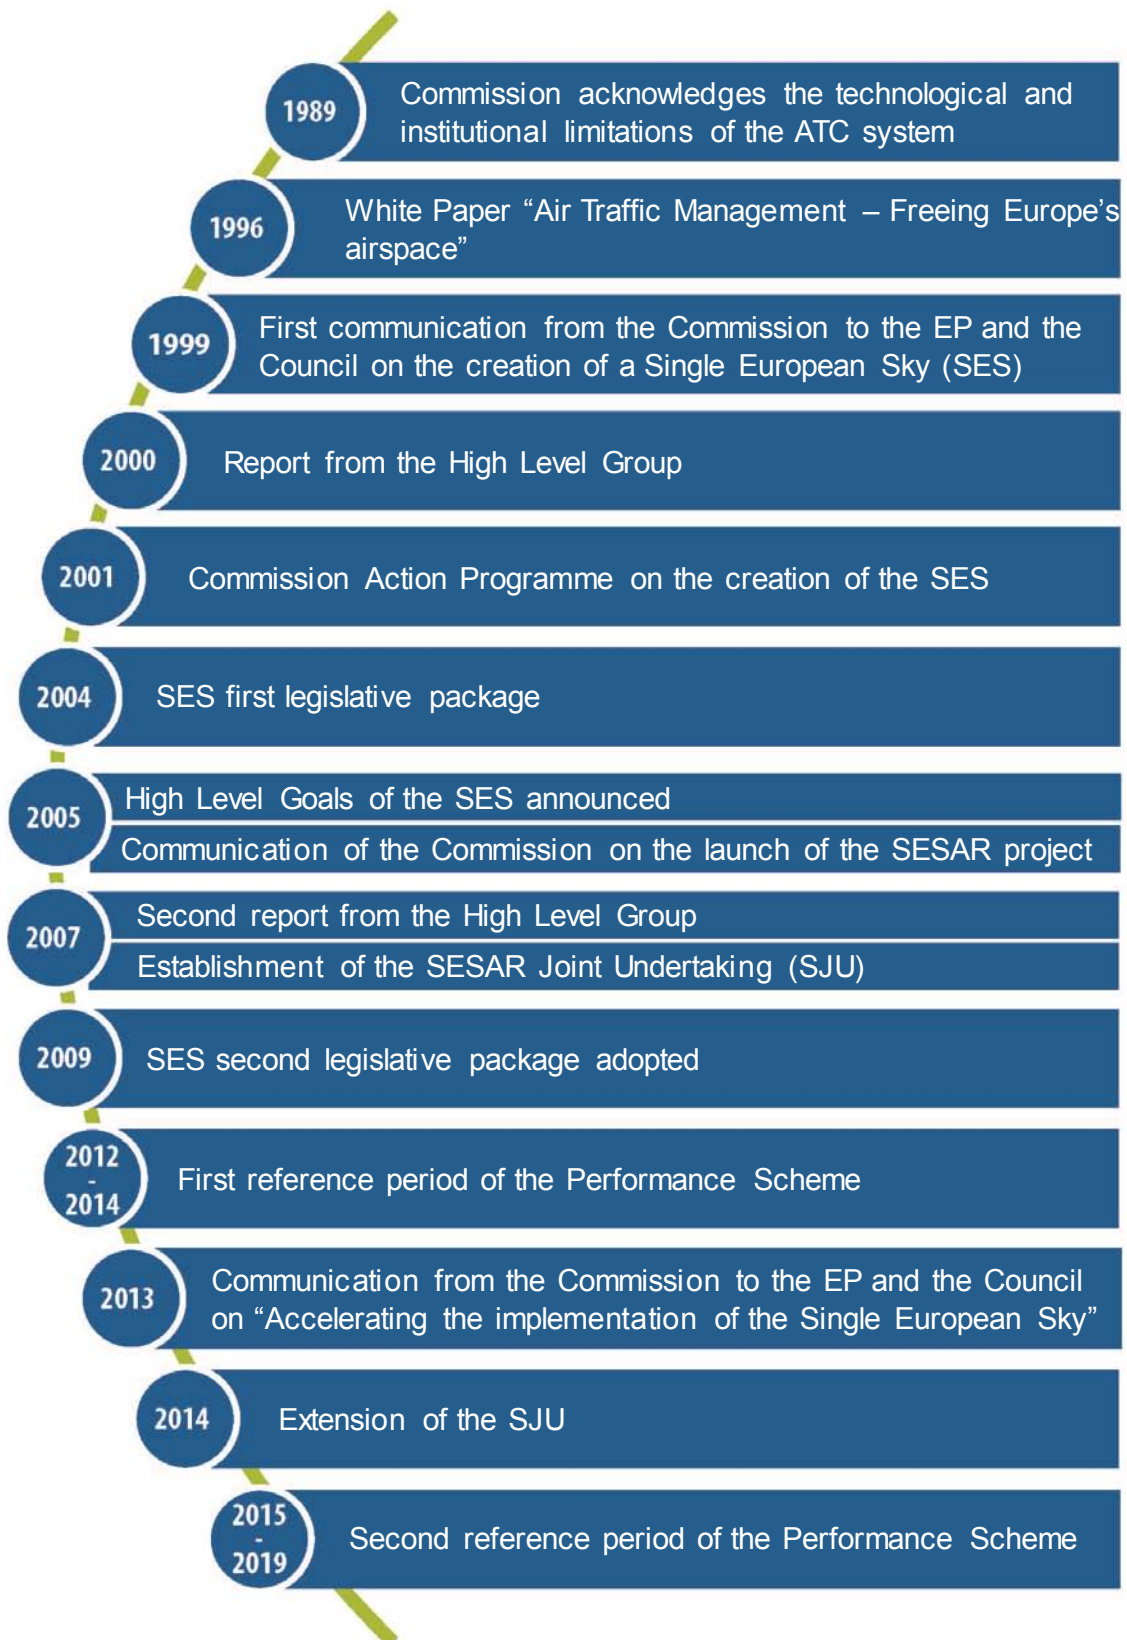 1989
Commission acknowledges the technological and
institutional limitations of the ATC system
1996
White Paper “Air Traffic Management – Freeing Europe’s
airspace”
1999
First communication from the Commission to the EP and the
Council on the creation of a Single European Sky (SES)
2000
Report from the High Level Group
2001
Commission Action Programme on the creation of the SES
2004
SES first legislative package
2005
High Level Goals of the SES announced
Communication of the Commission on the launch of the SESAR project
2007
Second report from the High Level Group
Establishment of the SESAR Joint Undertaking (SJU)
2009
SES second legislative package adopted
2012
-
2014
First reference period of the Performance Scheme
2013
Communication from the Commission to the EP and the Council
on “Accelerating the implementation of the Single European Sky”
2014
Extension of the SJU
2015
-
2019
Second reference period of the Performance Scheme